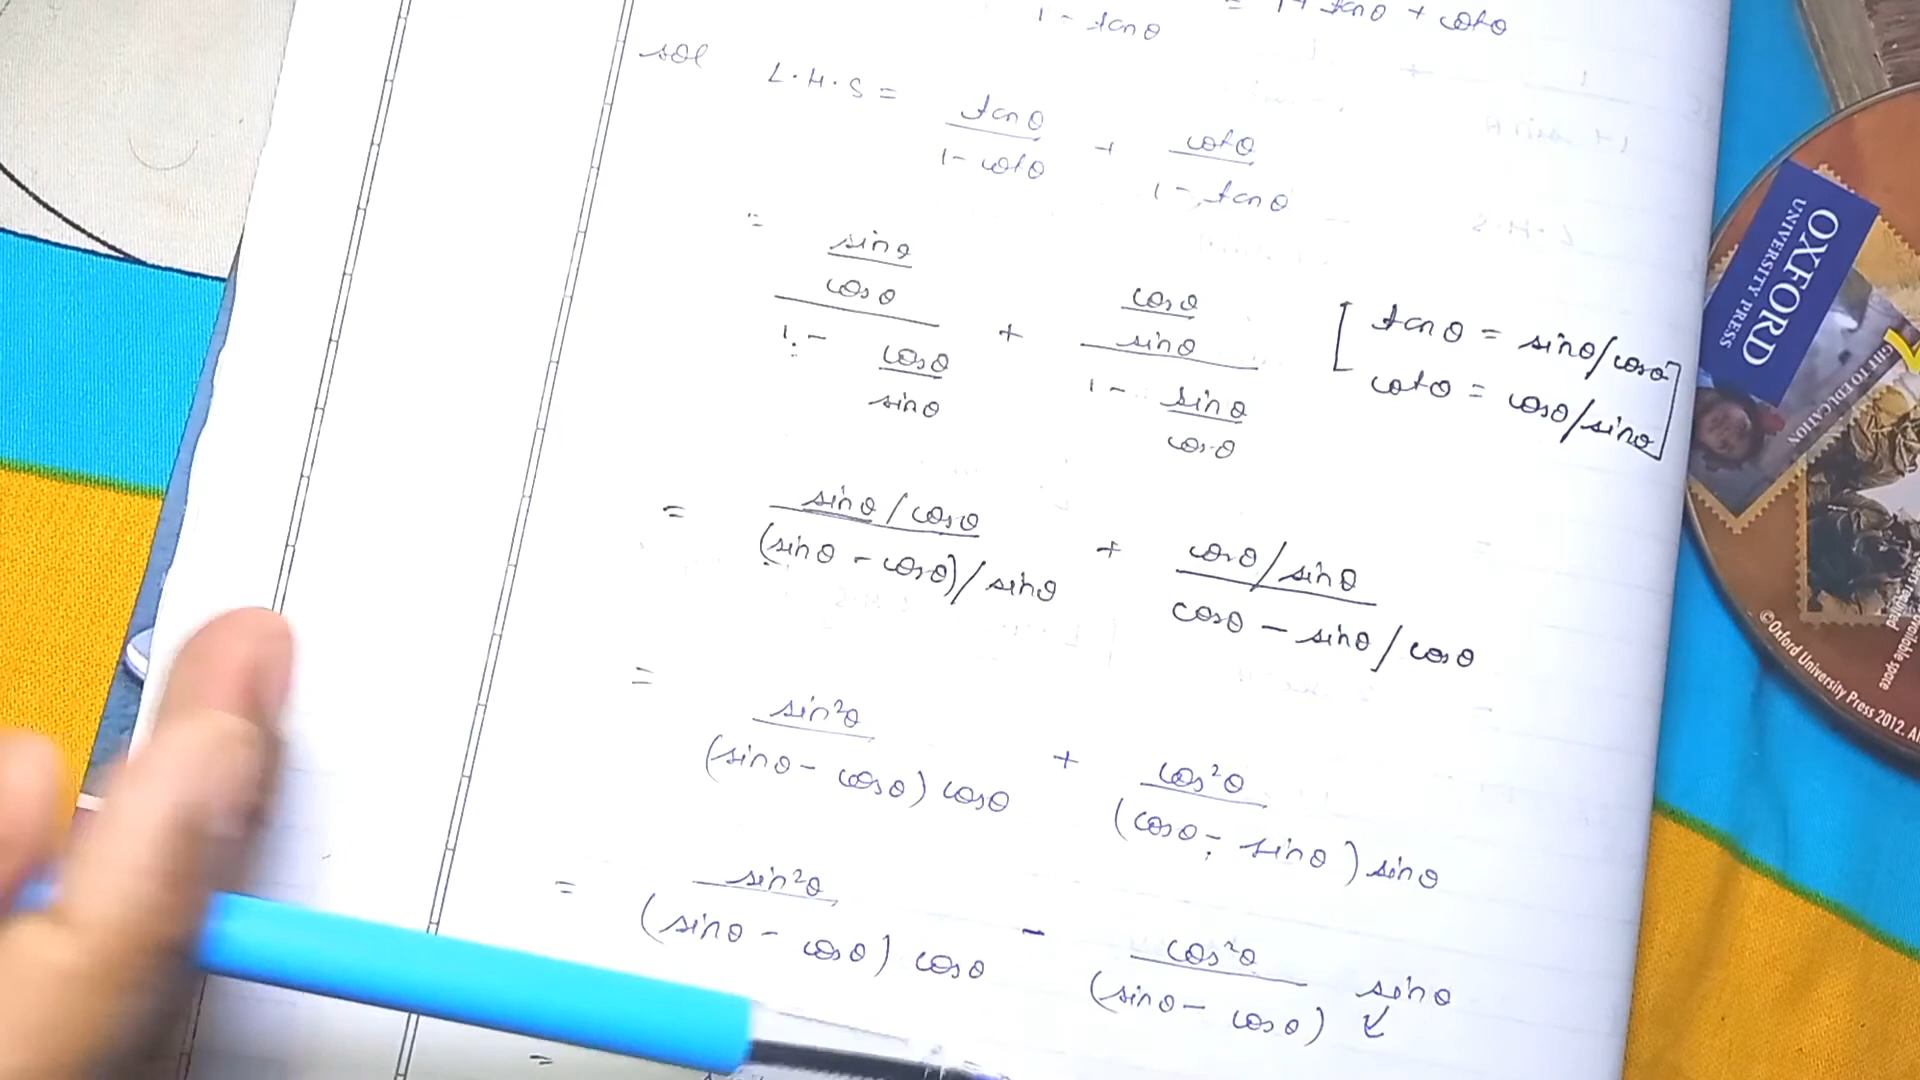 1 - tanθ = 1 + tanθ + cotθ
sol L.H.S = tanθ / 1 - cotθ + cotθ / 1 - tanθ
= sinθ/cosθ / 1 - cosθ/sinθ + cosθ/sinθ / 1 - sinθ/cosθ [ tanθ = sinθ/cosθ
cotθ = cosθ/sinθ ]
= sinθ/cosθ / (sinθ - cosθ)/sinθ + cosθ/sinθ / cosθ - sinθ/cosθ
= sin²θ / (sinθ - cosθ) cosθ + cos²θ / (cosθ - sinθ) sinθ
= sin²θ / (sinθ - cosθ) cosθ - cos²θ / (sinθ - cosθ) sinθ
=
OXFORD
UNIVERSITY PRESS
GHT TO EDUCATION
©Oxford University Press 2012.